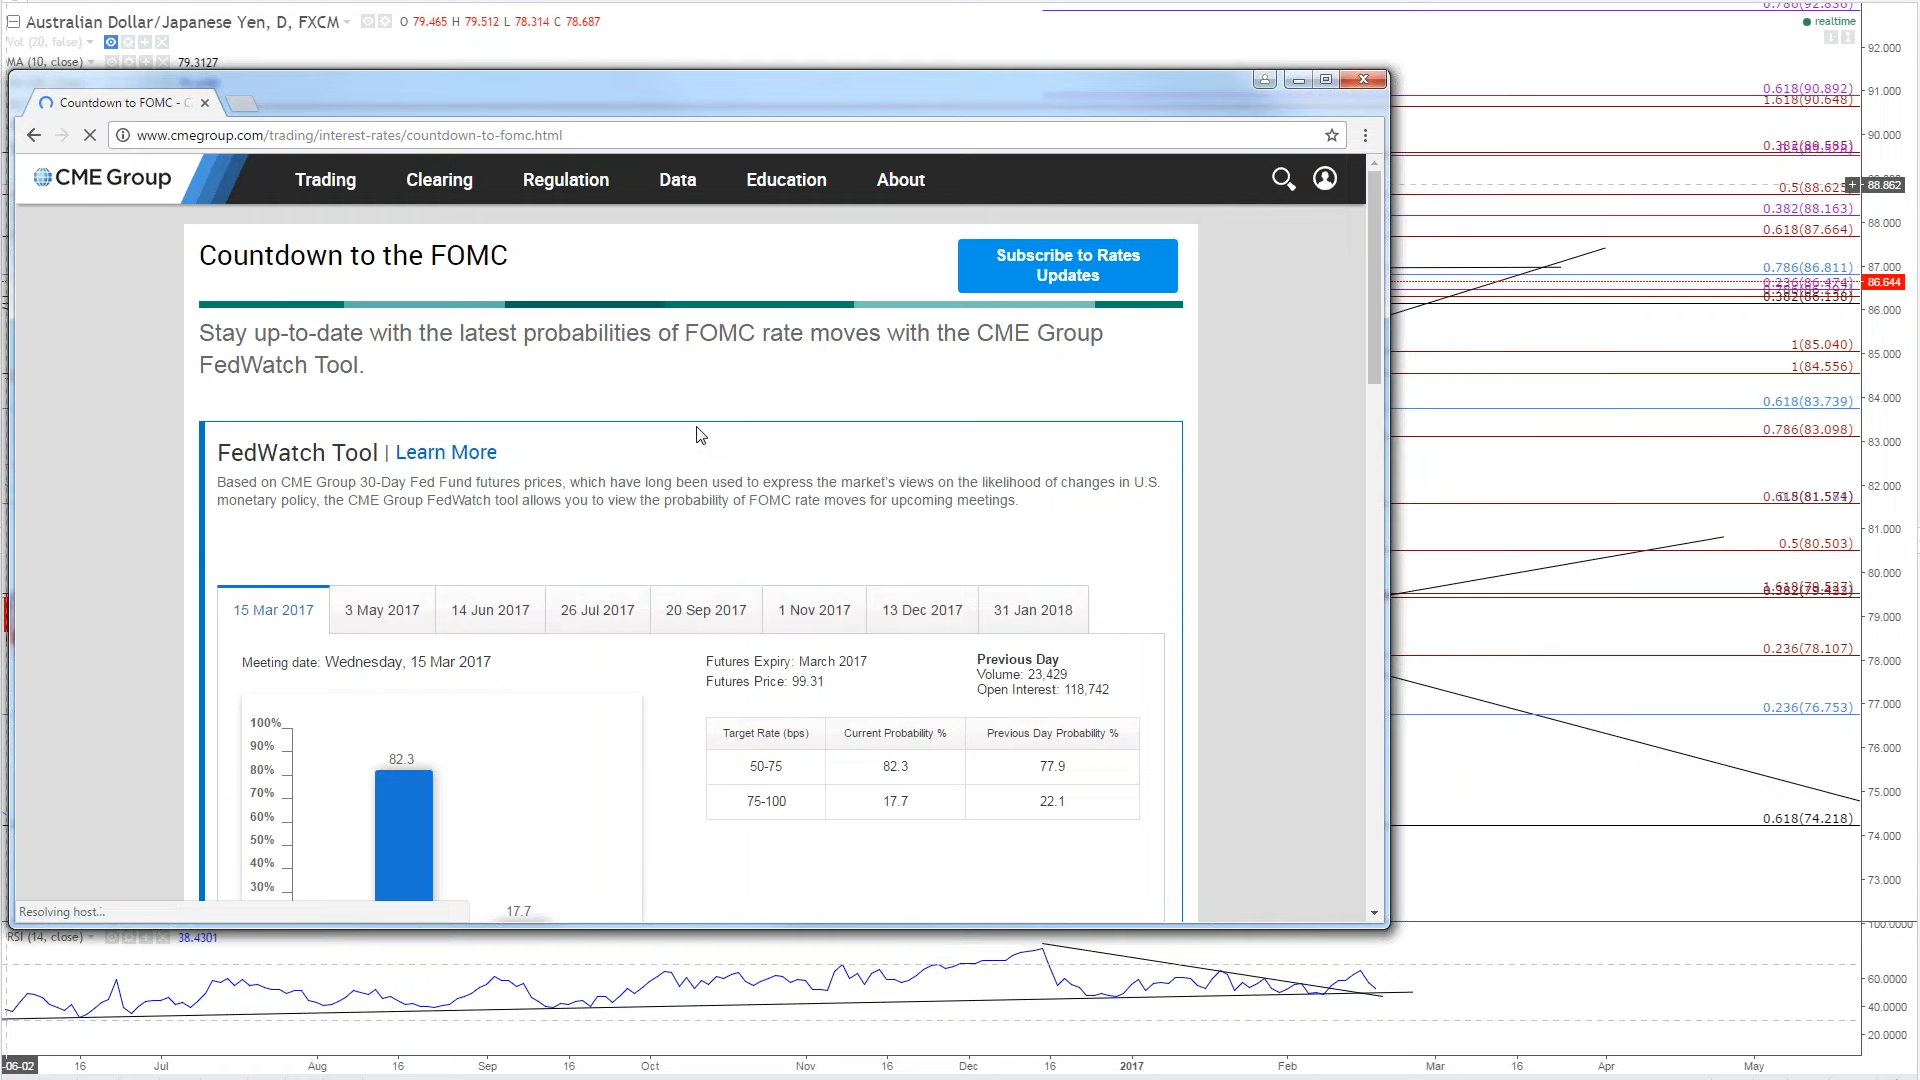 Australian Dollar/Japanese Yen, D, FXCM O 79.465 H 79.512 L 78.314 C 78.687
Vol (20, false)
MA (10, close) 79.3127
realtime
Countdown to FOMC - C
www.cmegroup.com/trading/interest-rates/countdown-to-fomc.html
CME Group Trading Clearing Regulation Data Education About
Countdown to the FOMC
Subscribe to Rates
Updates
Stay up-to-date with the latest probabilities of FOMC rate moves with the CME Group
FedWatch Tool.
FedWatch Tool | Learn More
Based on CME Group 30-Day Fed Fund futures prices, which have long been used to express the market's views on the likelihood of changes in U.S.
monetary policy, the CME Group FedWatch tool allows you to view the probability of FOMC rate moves for upcoming meetings.
15 Mar 2017 3 May 2017 14 Jun 2017 26 Jul 2017 20 Sep 2017 1 Nov 2017 13 Dec 2017 31 Jan 2018
Meeting date: Wednesday, 15 Mar 2017
Futures Expiry: March 2017
Futures Price: 99.31
Previous Day
Volume: 23,429
Open Interest: 118,742
Target Rate (bps) Current Probability % Previous Day Probability %
50-75 82.3 77.9
75-100 17.7 22.1
100%
90%
80%
70%
60%
50%
40%
30%
82.3
17.7
Resolving host...
0.786(92.836)
0.618(90.892)
1.618(90.648)
0.5(88.625)
0.382(88.163)
0.618(87.664)
0.786(86.811)
0.236(86.474)
0.382(86.138)
1(85.040)
1(84.556)
0.618(83.739)
0.786(83.098)
0.5(80.503)
0.236(78.107)
0.236(76.753)
0.618(74.218)
92.000
91.000
90.000
88.862
88.000
87.000
86.644
86.000
85.000
84.000
83.000
82.000
81.000
80.000
79.000
78.000
77.000
76.000
75.000
74.000
73.000
RSI (14, close) 38.4301
100.0000
60.0000
40.0000
20.0000
-06-02 16 Jul Aug 16 Sep 16 Oct Nov 16 Dec 16 2017 Feb Mar 16 Apr May